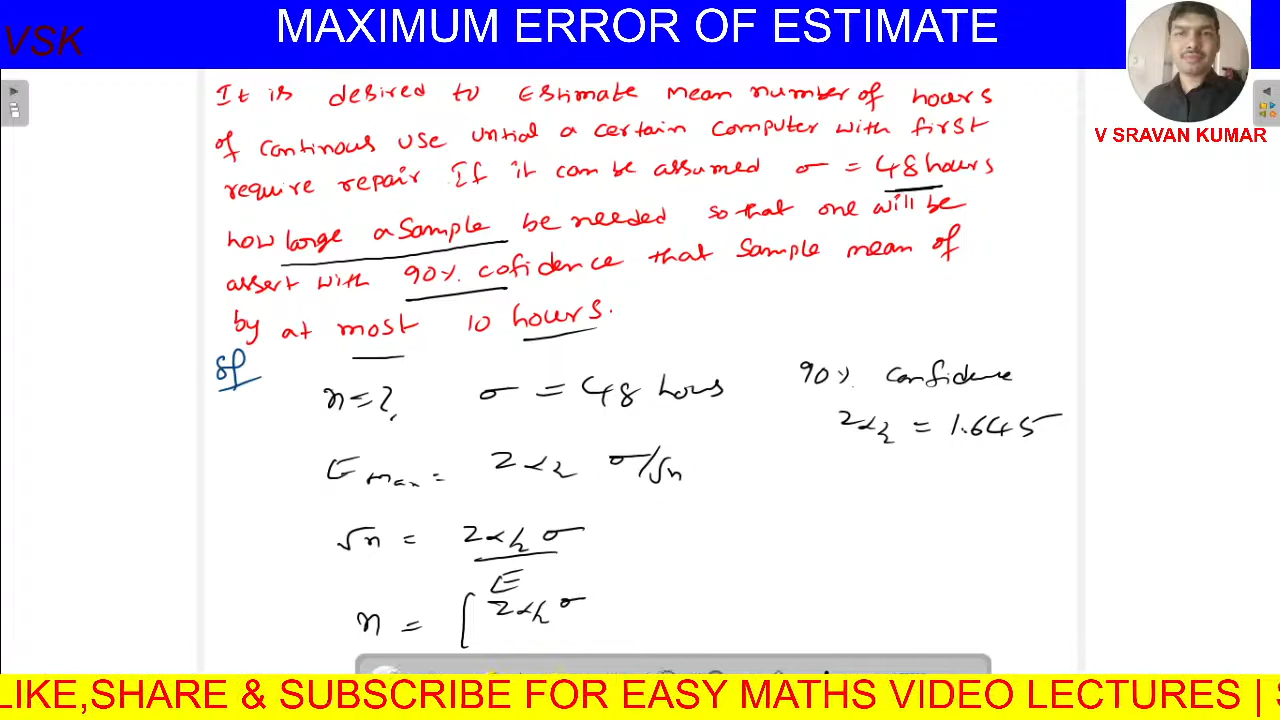 MAXIMUM ERROR OF ESTIMATE
VSK
V SRAVAN KUMAR
It is desired to Estimate mean number of hours
of continous use untial a certain computer with first
require repair If it can be assumed σ = 48 hours
how large a sample be needed so that one will be
assert with 90% cofidence that sample mean of
by at most 10 hours.
Sol
n = ? σ = 48 hours
90% confidence
Zα/2 = 1.645
E max = Zα/2 σ/√n
√n = Zα/2 σ
E
n = [ Zα/2 σ
LIKE,SHARE & SUBSCRIBE FOR EASY MATHS VIDEO LECTURES |